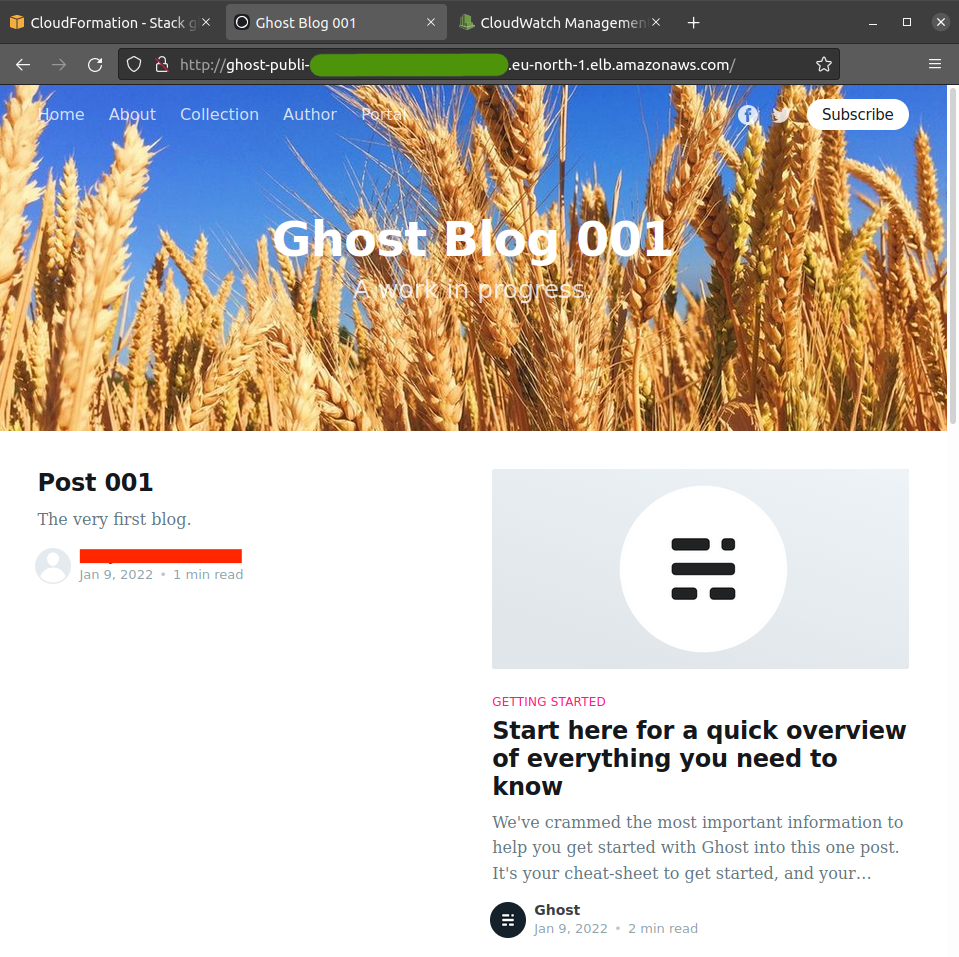 CloudFormation - Stack g
Ghost Blog 001
CloudWatch Managemen
http://ghost-publi-
.eu-north-1.elb.amazonaws.com/
Home About Collection Author Portal
Subscribe
Ghost Blog 001
A work in progress.
Post 001
The very first blog.
Jan 9, 2022 • 1 min read
GETTING STARTED
Start here for a quick overview
of everything you need to
know
We've crammed the most important information to
help you get started with Ghost into this one post.
It's your cheat-sheet to get started, and your…
Ghost
Jan 9, 2022 • 2 min read